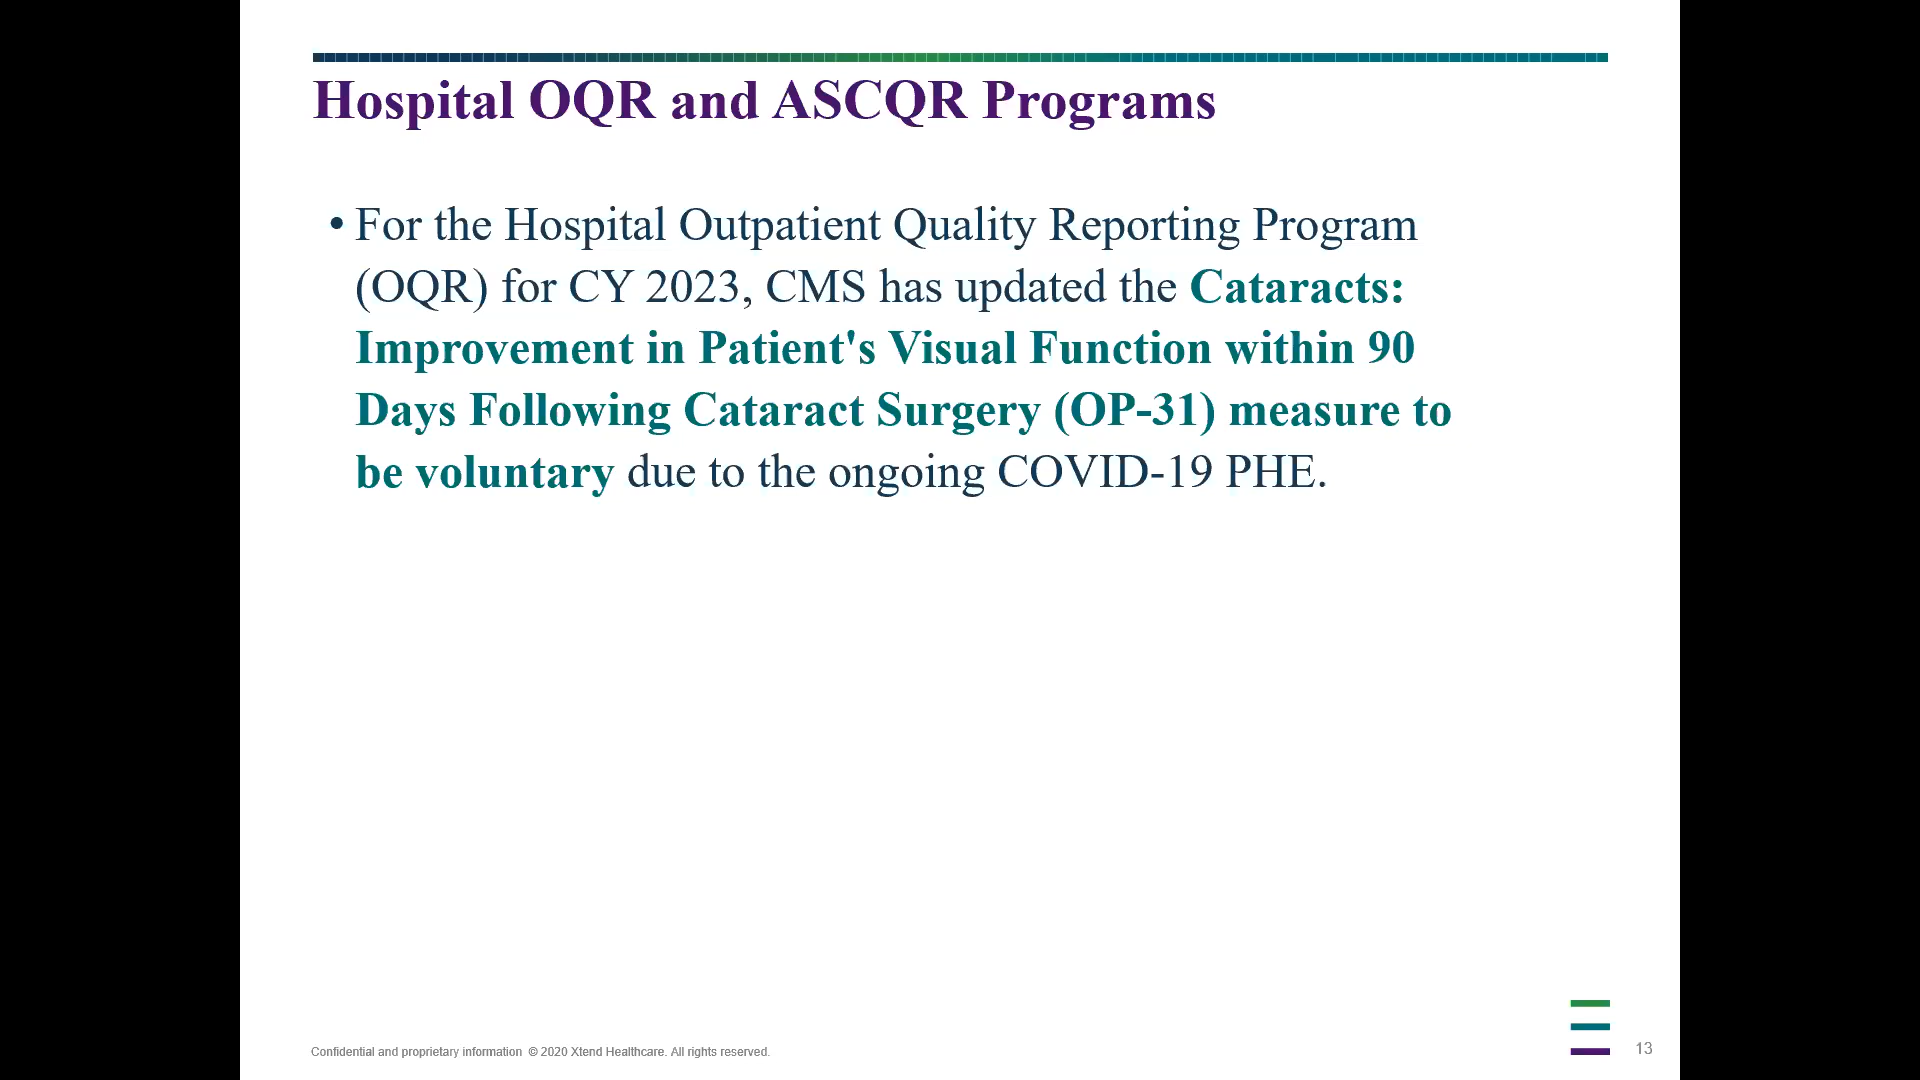 Hospital OQR and ASCQR Programs
• For the Hospital Outpatient Quality Reporting Program
(OQR) for CY 2023, CMS has updated the Cataracts:
Improvement in Patient's Visual Function within 90
Days Following Cataract Surgery (OP-31) measure to
be voluntary due to the ongoing COVID-19 PHE.
Confidential and proprietary information © 2020 Xtend Healthcare. All rights reserved.
13